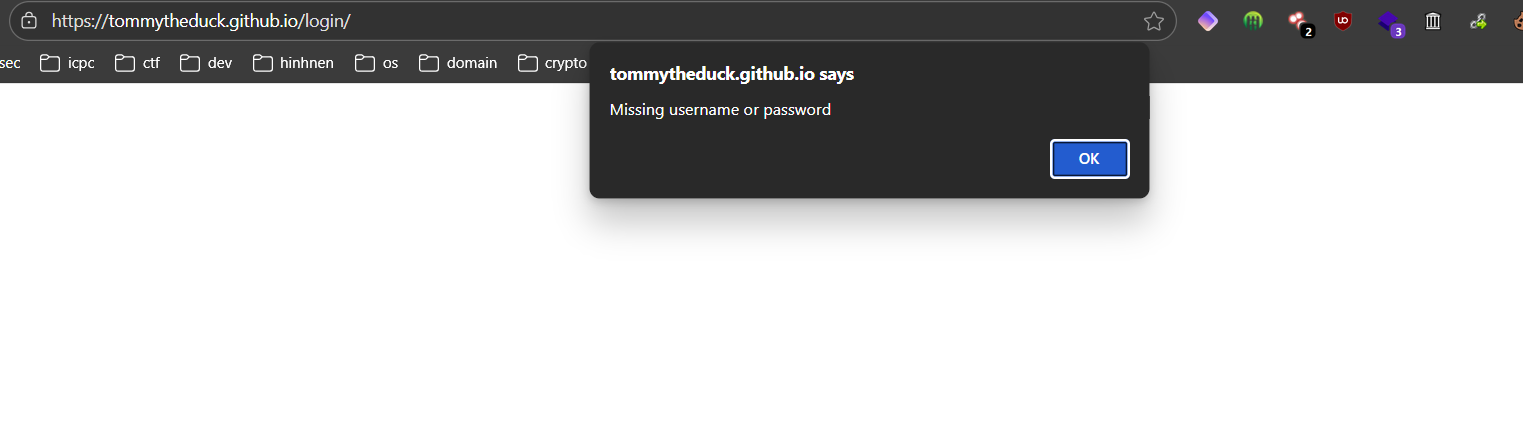 https://tommytheduck.github.io/login/
2
UD
3
sec icpc ctf dev hinhnen os domain crypto
tommytheduck.github.io says
Missing username or password
OK